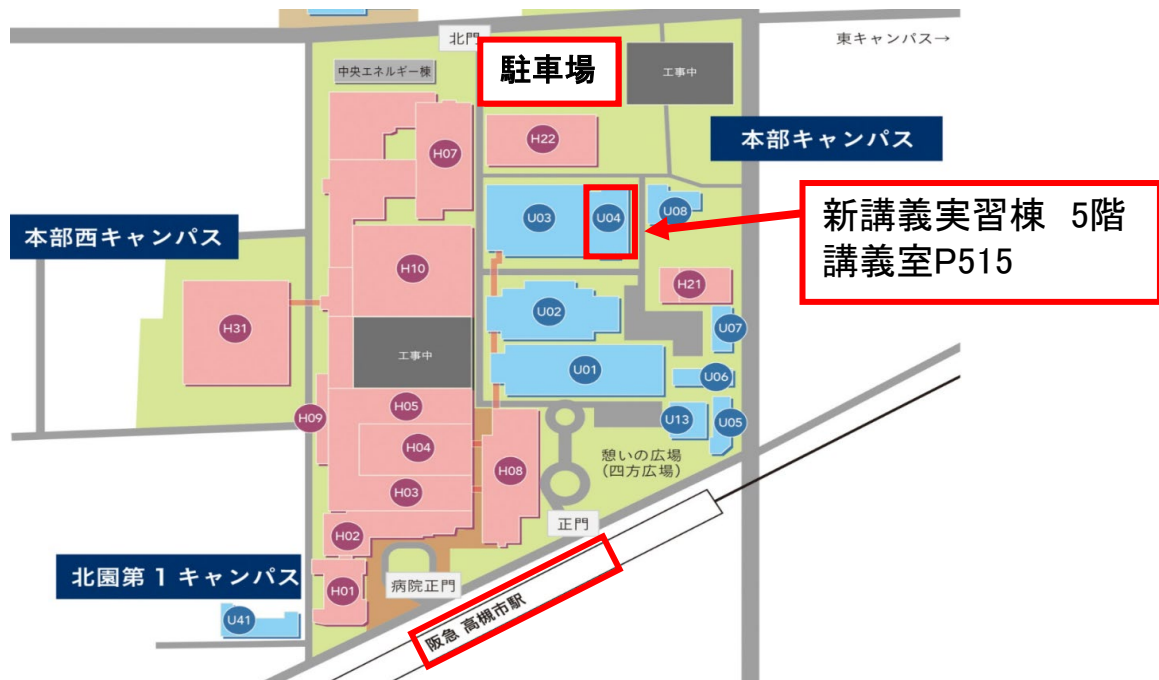 北門
東キャンパス→
駐車場
中央エネルギー棟
工事中
H22
本部キャンパス
H07
U03
U04
U08
新講義実習棟 5階
講義室P515
本部西キャンパス
H10
H21
H31
U02
U07
工事中
U01
U06
H05
H09
U13
U05
H04
憩いの広場
(四方広場)
H08
H03
正門
H02
北園第1キャンパス
病院正門
H01
阪急 高槻市駅
U41